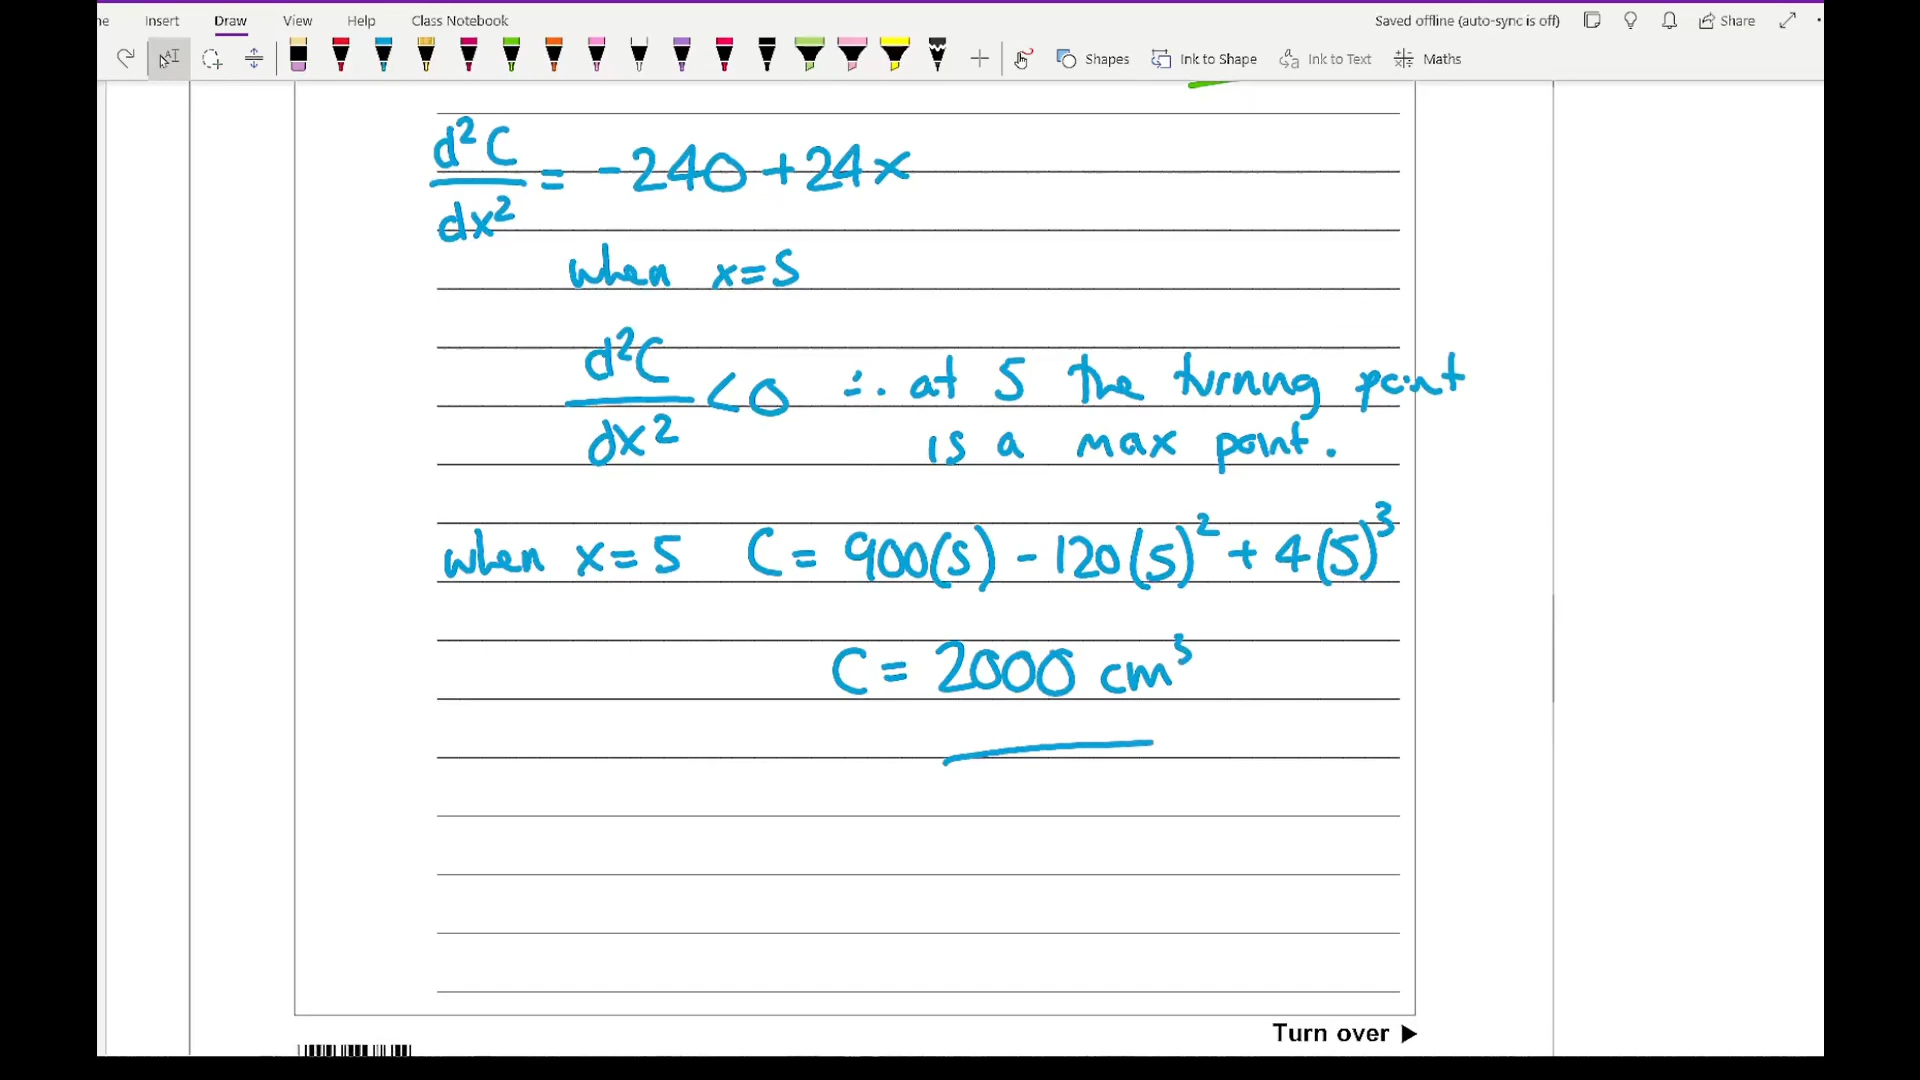 ne Insert Draw View Help Class Notebook Saved offline (auto-sync is off) Share
Shapes Ink to Shape Ink to Text Maths
d²C/dx² = -240 + 24x
when x=5
d²C/dx² < 0 ∴ at 5 the turning point
is a max point.
when x=5 C = 900(5) - 120(5)² + 4(5)³
C = 2000 cm³
Turn over ▶